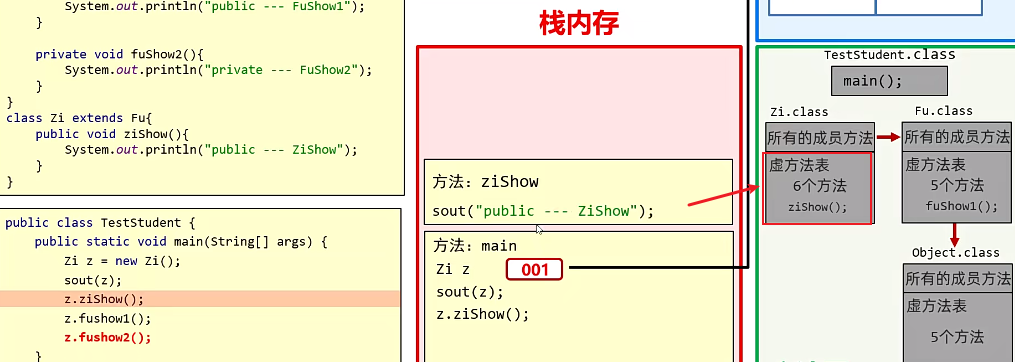 System.out.println("public --- FuShow1");
}
private void fuShow2(){
System.out.println("private --- FuShow2");
}
}
class Zi extends Fu{
public void ziShow(){
System.out.println("public --- ZiShow");
}
}
public class TestStudent {
public static void main(String[] args) {
Zi z = new Zi();
sout(z);
z.ziShow();
z.fushow1();
z.fushow2();
}
栈内存
方法：ziShow
sout("public --- ZiShow");
方法：main
Zi z 001
sout(z);
z.ziShow();
TestStudent.class
main();
Zi.class
所有的成员方法
虚方法表
6个方法
ziShow();
Fu.class
所有的成员方法
虚方法表
5个方法
fuShow1();
Object.class
所有的成员方法
虚方法表
5个方法